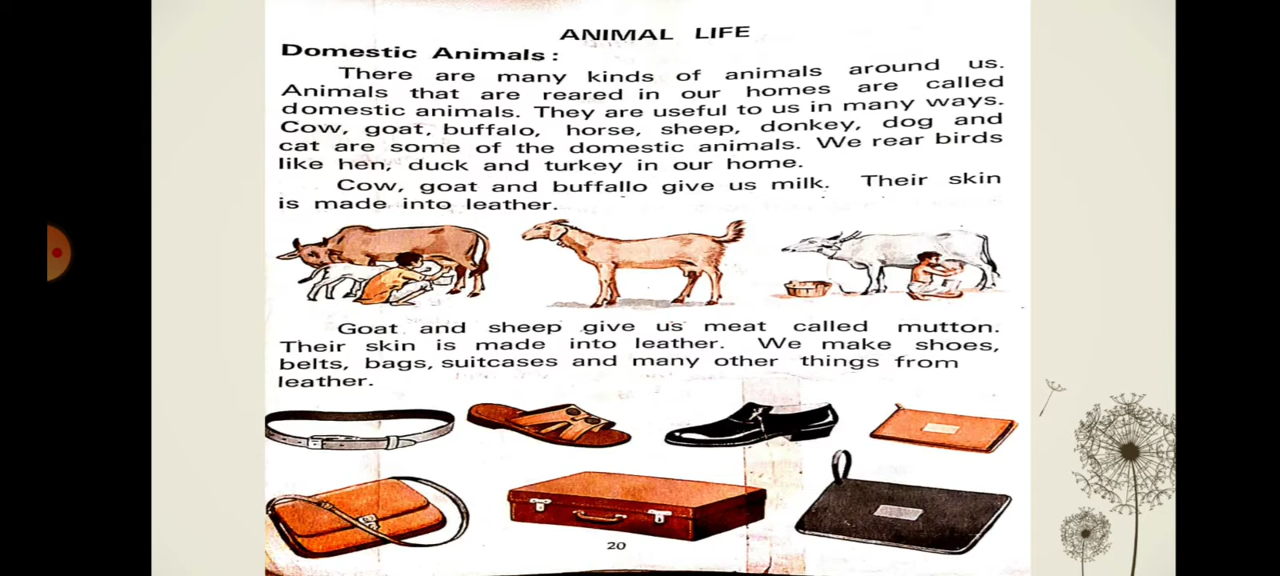 ANIMAL LIFE
Domestic Animals :
There are many kinds of animals around us.
Animals that are reared in our homes are called
domestic animals. They are useful to us in many ways.
Cow, goat, buffalo, horse, sheep, donkey, dog and
cat are some of the domestic animals. We rear birds
like hen, duck and turkey in our home.
Cow, goat and buffallo give us milk. Their skin
is made into leather.
Goat and sheep give us meat called mutton.
Their skin is made into leather. We make shoes,
belts, bags, suitcases and many other things from
leather.
20